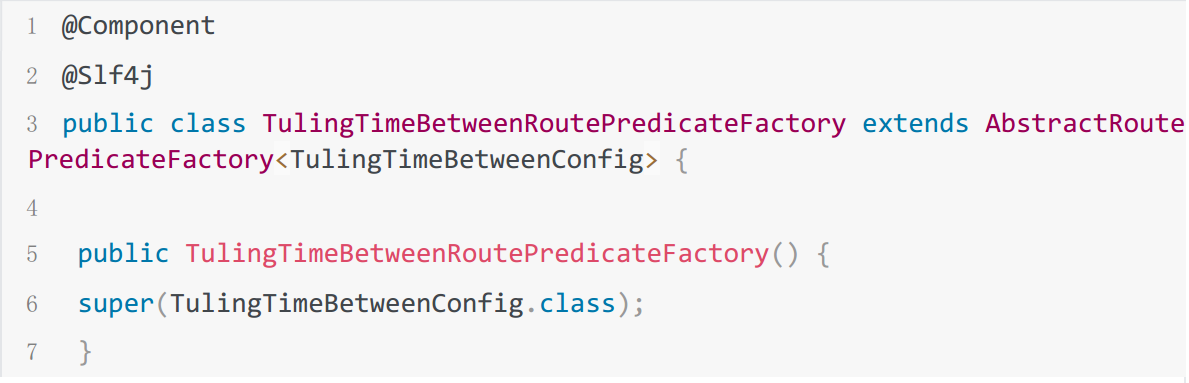 1 @Component
2 @Slf4j
3 public class TulingTimeBetweenRoutePredicateFactory extends AbstractRoute
PredicateFactory<TulingTimeBetweenConfig> {
4
5 public TulingTimeBetweenRoutePredicateFactory() {
6 super(TulingTimeBetweenConfig.class);
7 }